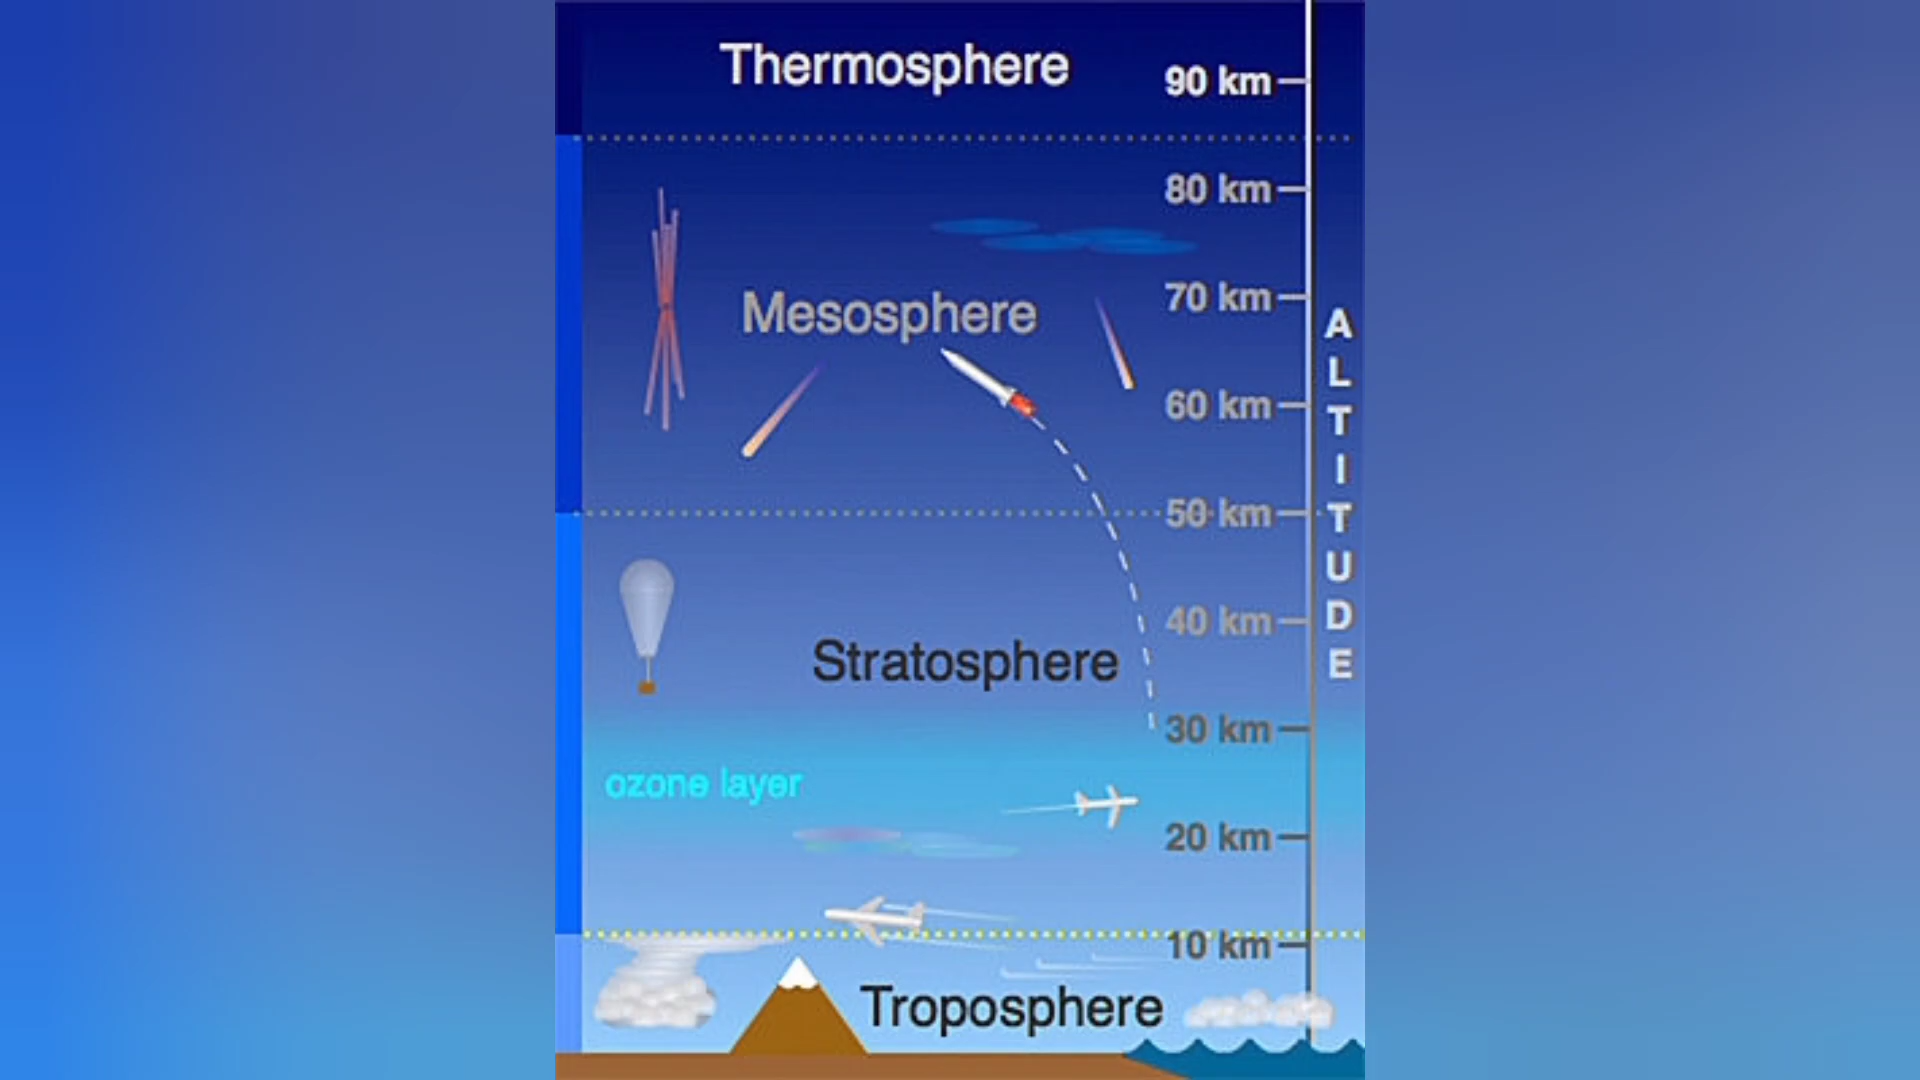 Thermosphere
90 km
80 km
Mesosphere
70 km
60 km
50 km
ALTITUDE
40 km
Stratosphere
30 km
ozone layer
20 km
10 km
Troposphere